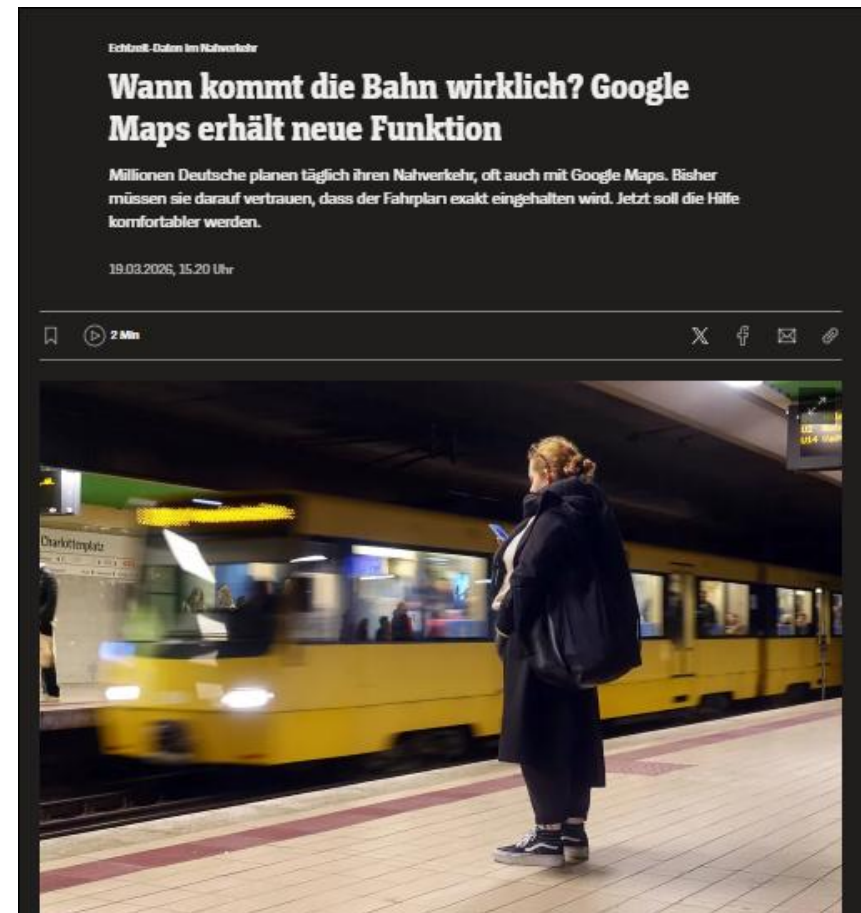 Echtzeit-Daten im Nahverkehr
Wann kommt die Bahn wirklich? Google
Maps erhält neue Funktion
Millionen Deutsche planen täglich ihren Nahverkehr, oft auch mit Google Maps. Bisher
müssen sie darauf vertrauen, dass der Fahrplan exakt eingehalten wird. Jetzt soll die Hilfe
komfortabler werden.
19.03.2026, 15.20 Uhr
2 Min
U2
U14
Charlottenplatz